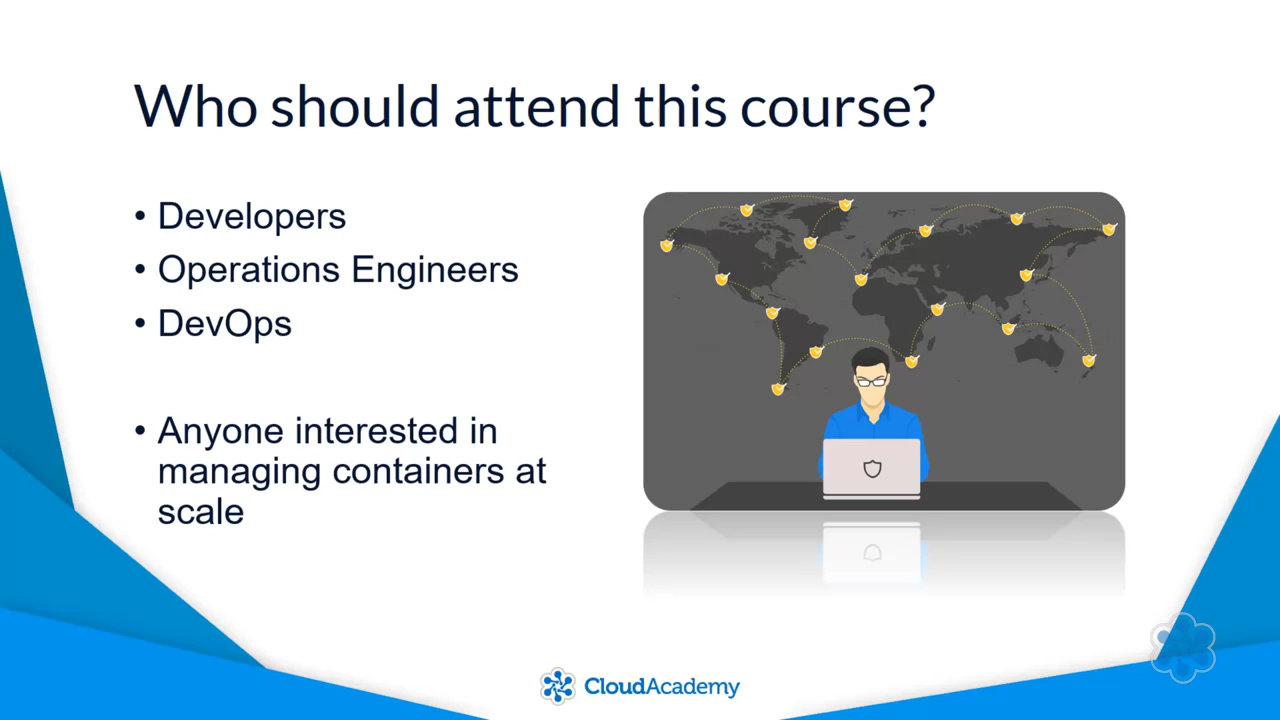 Who should attend this course?
• Developers
• Operations Engineers
• DevOps
• Anyone interested in
managing containers at
scale
CloudAcademy